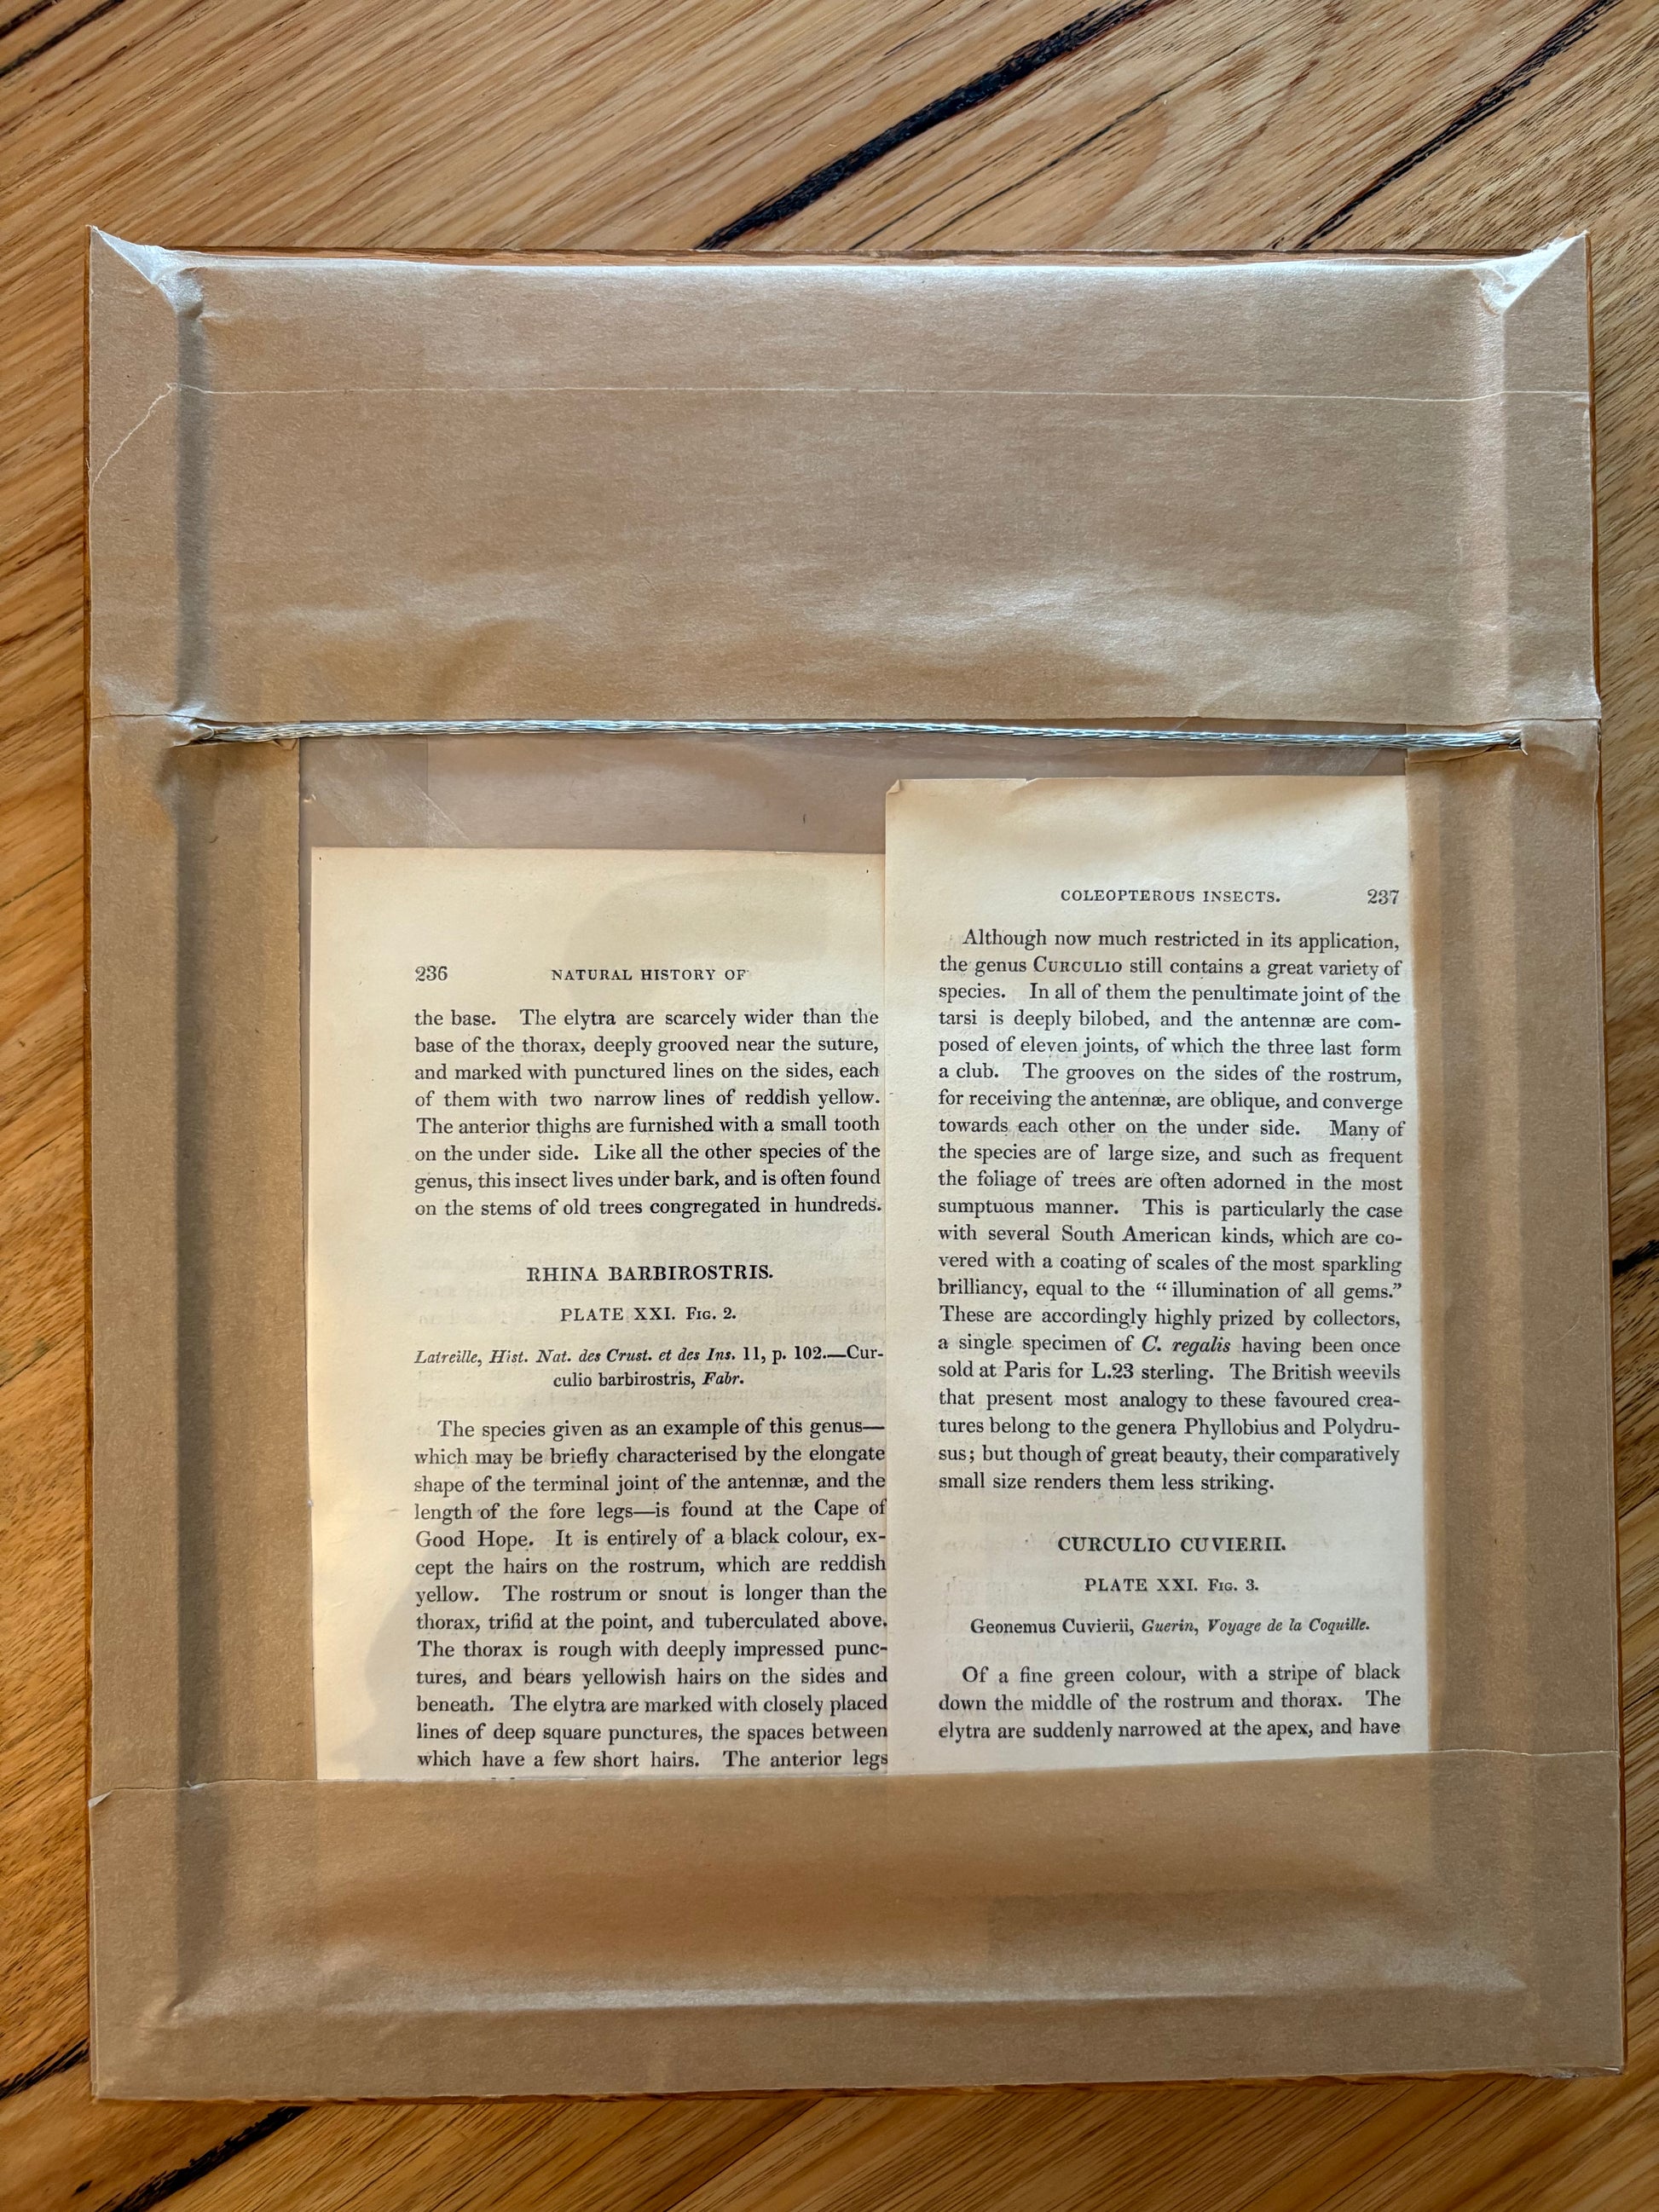 236 NATURAL HISTORY OF
the base. The elytra are scarcely wider than the
base of the thorax, deeply grooved near the suture,
and marked with punctured lines on the sides, each
of them with two narrow lines of reddish yellow.
The anterior thighs are furnished with a small tooth
on the under side. Like all the other species of the
genus, this insect lives under bark, and is often found
on the stems of old trees congregated in hundreds.
RHINA BARBIROSTRIS.
PLATE XXI. FIG. 2.
Latreille, Hist. Nat. des Crust. et des Ins. 11, p. 102.—Cur-
culio barbirostris, Fabr.
The species given as an example of this genus—
which may be briefly characterised by the elongate
shape of the terminal joint of the antennæ, and the
length of the fore legs—is found at the Cape of
Good Hope. It is entirely of a black colour, ex-
cept the hairs on the rostrum, which are reddish
yellow. The rostrum or snout is longer than the
thorax, trifid at the point, and tuberculated above.
The thorax is rough with deeply impressed punc-
tures, and bears yellowish hairs on the sides and
beneath. The elytra are marked with closely placed
lines of deep square punctures, the spaces between
which have a few short hairs. The anterior legs
COLEOPTEROUS INSECTS. 237
Although now much restricted in its application,
the genus CURCULIO still contains a great variety of
species. In all of them the penultimate joint of the
tarsi is deeply bilobed, and the antennæ are com-
posed of eleven joints, of which the three last form
a club. The grooves on the sides of the rostrum,
for receiving the antennæ, are oblique, and converge
towards each other on the under side. Many of
the species are of large size, and such as frequent
the foliage of trees are often adorned in the most
sumptuous manner. This is particularly the case
with several South American kinds, which are co-
vered with a coating of scales of the most sparkling
brilliancy, equal to the “ illumination of all gems.”
These are accordingly highly prized by collectors,
a single specimen of C. regalis having been once
sold at Paris for L.23 sterling. The British weevils
that present most analogy to these favoured crea-
tures belong to the genera Phyllobius and Polydru-
sus; but though of great beauty, their comparatively
small size renders them less striking.
CURCULIO CUVIERII.
PLATE XXI. FIG. 3.
Geonemus Cuvierii, Guerin, Voyage de la Coquille.
Of a fine green colour, with a stripe of black
down the middle of the rostrum and thorax. The
elytra are suddenly narrowed at the apex, and have